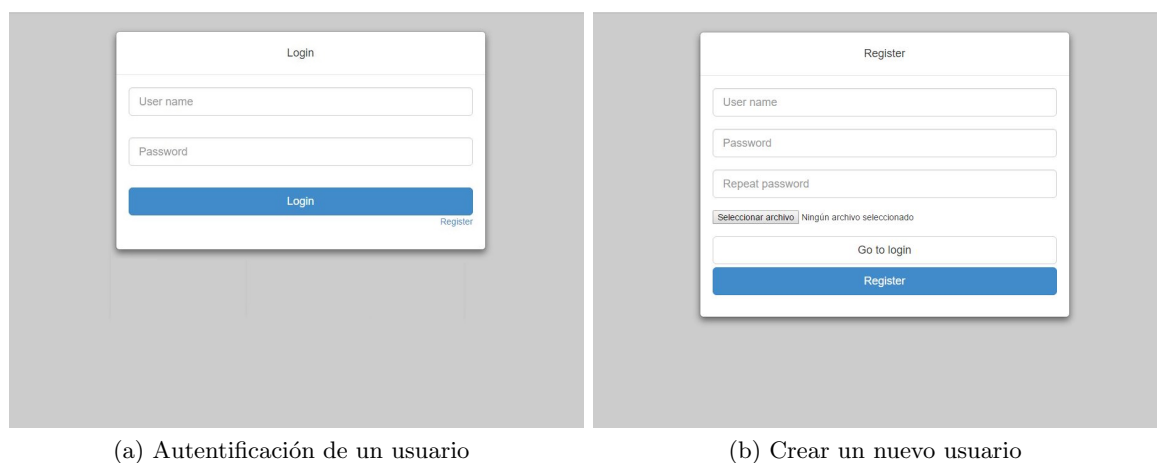 Login
User name
Password
Login
Register
(a) Autentificación de un usuario
Register
User name
Password
Repeat password
Seleccionar archivo Ningún archivo seleccionado
Go to login
Register
(b) Crear un nuevo usuario